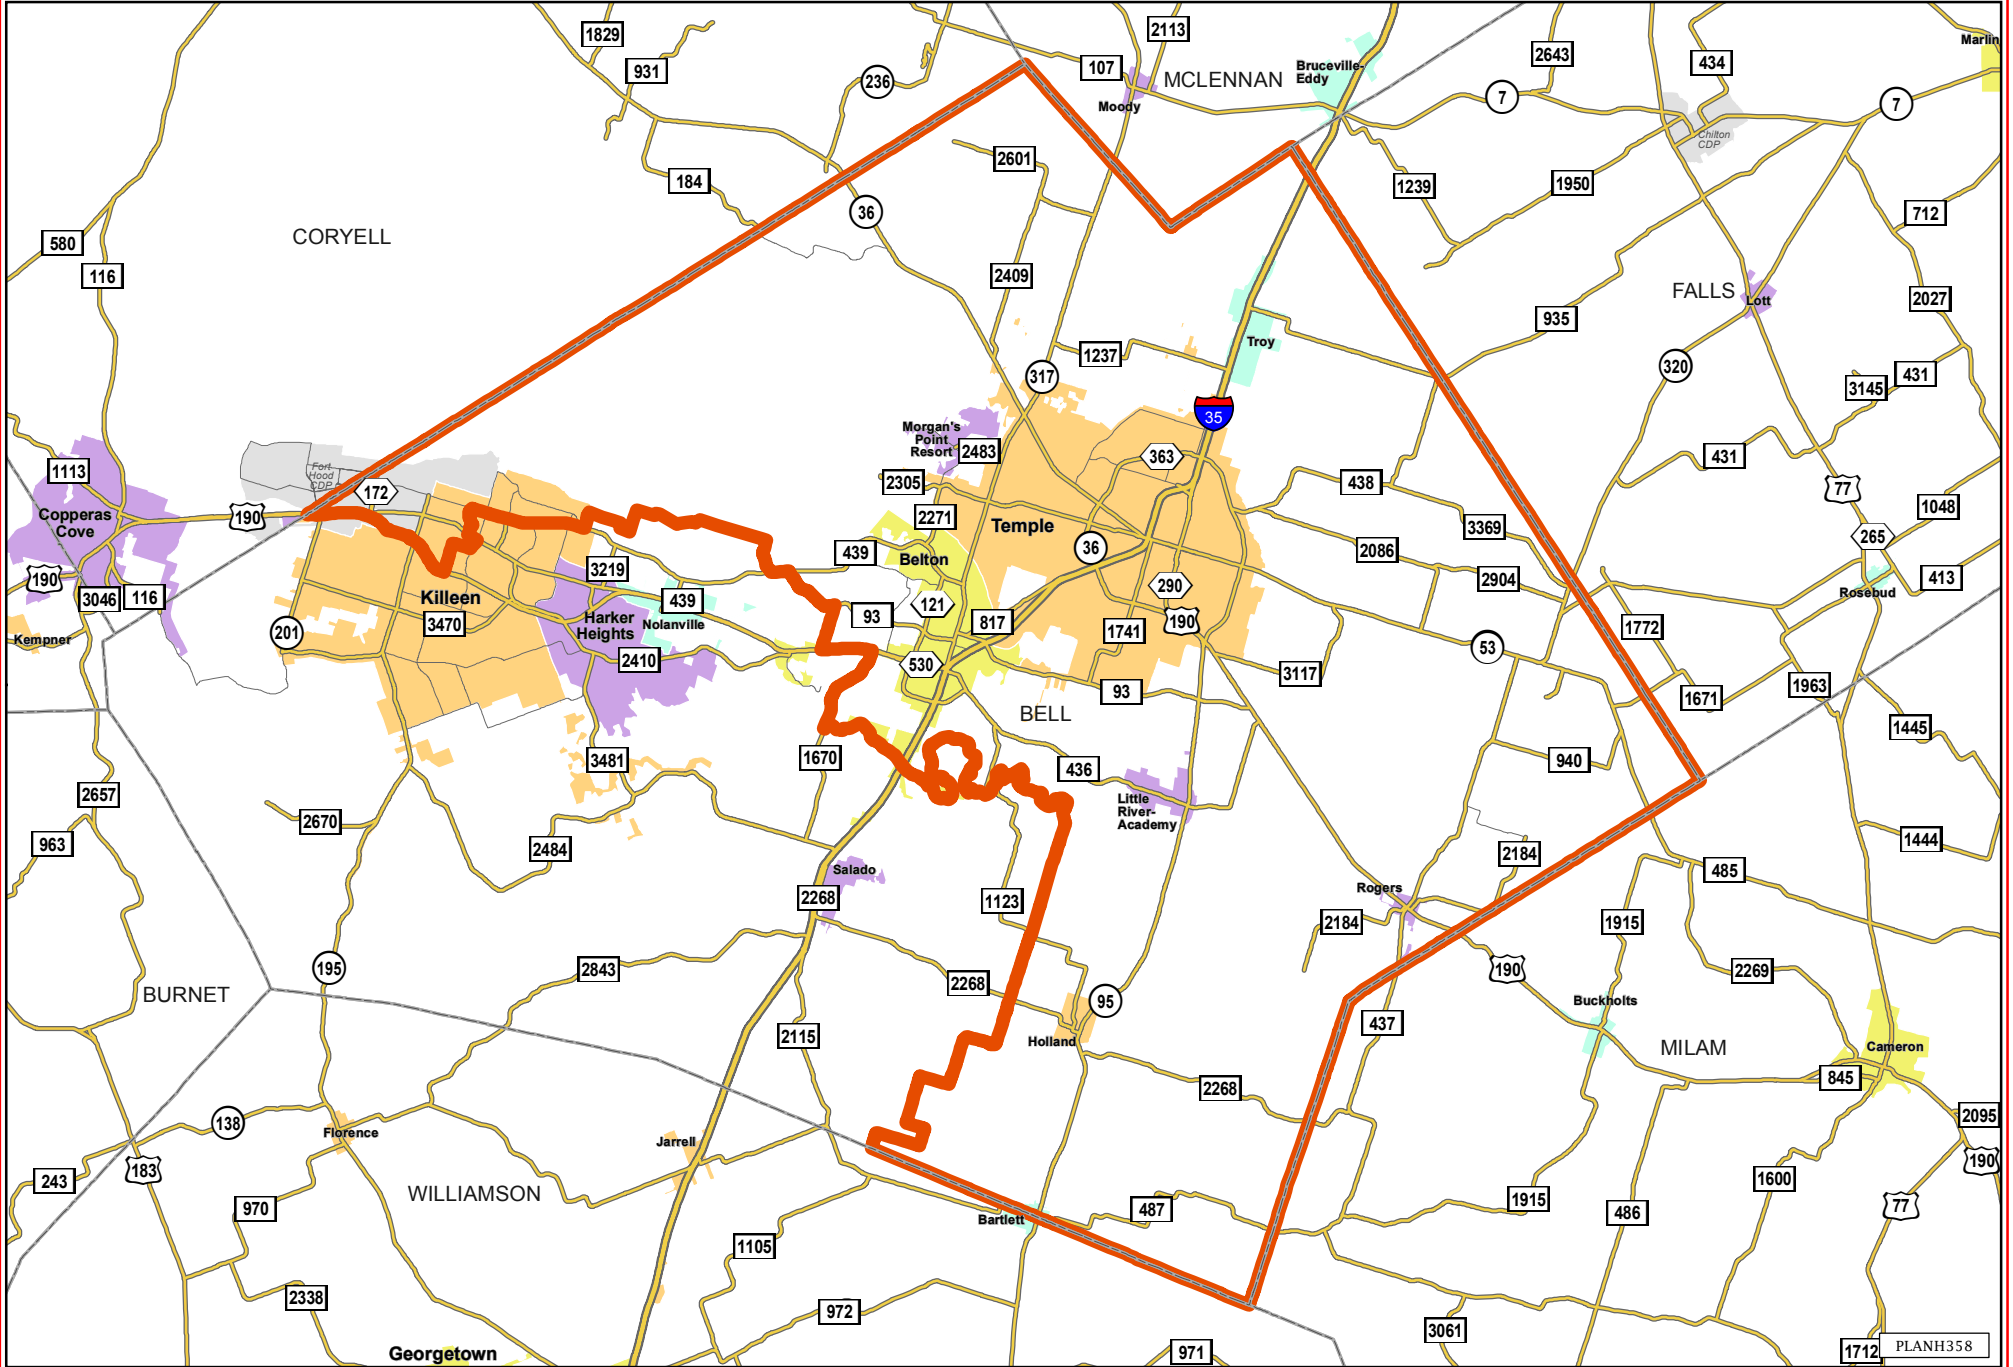 1829
2113
Marlin
931
236
107
MCLENNAN
Bruceville-
Eddy
2643
434
7
7
Moody
Chilton
CDP
2601
184
1239
1950
36
712
580
CORYELL
116
2409
FALLS
Lott
2027
935
Troy
1237
320
317
431
3145
35
Morgan's
Point
Resort
2483
363
431
1113
Fort
Hood
CDP
172
2305
438
77
Copperas
Cove
190
2271
Temple
3369
1048
36
265
439
Belton
2086
190
3219
290
2904
413
3046
116
Killeen
439
121
Rosebud
3470
Harker
Heights
Nolanville
93
817
1741
190
1772
Kempner
201
53
2410
530
3117
93
1671
1963
BELL
1445
1670
3481
436
940
2657
Little
River-
Academy
2670
963
2484
2184
1444
Salado
485
Rogers
2268
1123
2184
1915
195
2843
190
2269
BURNET
2268
95
Buckholts
437
2115
Holland
MILAM
Cameron
845
2268
138
Florence
2095
Jarrell
183
190
243
WILLIAMSON
1600
970
487
1915
77
Bartlett
486
1105
2338
972
3061
Georgetown
971
1712
PLANH358